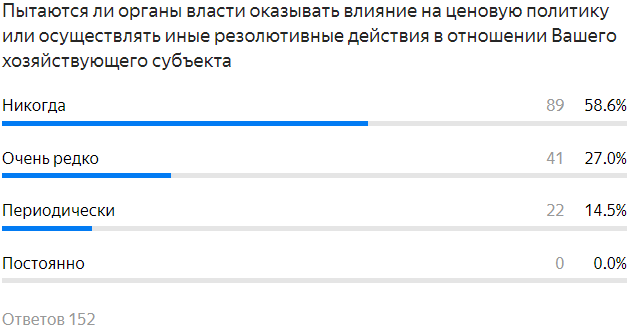 Пытаются ли органы власти оказывать влияние на ценовую политику
или осуществлять иные резолютивные действия в отношении Вашего
хозяйствующего субъекта
Никогда 89 58.6%
Очень редко 41 27.0%
Периодически 22 14.5%
Постоянно 0 0.0%
Ответов 152